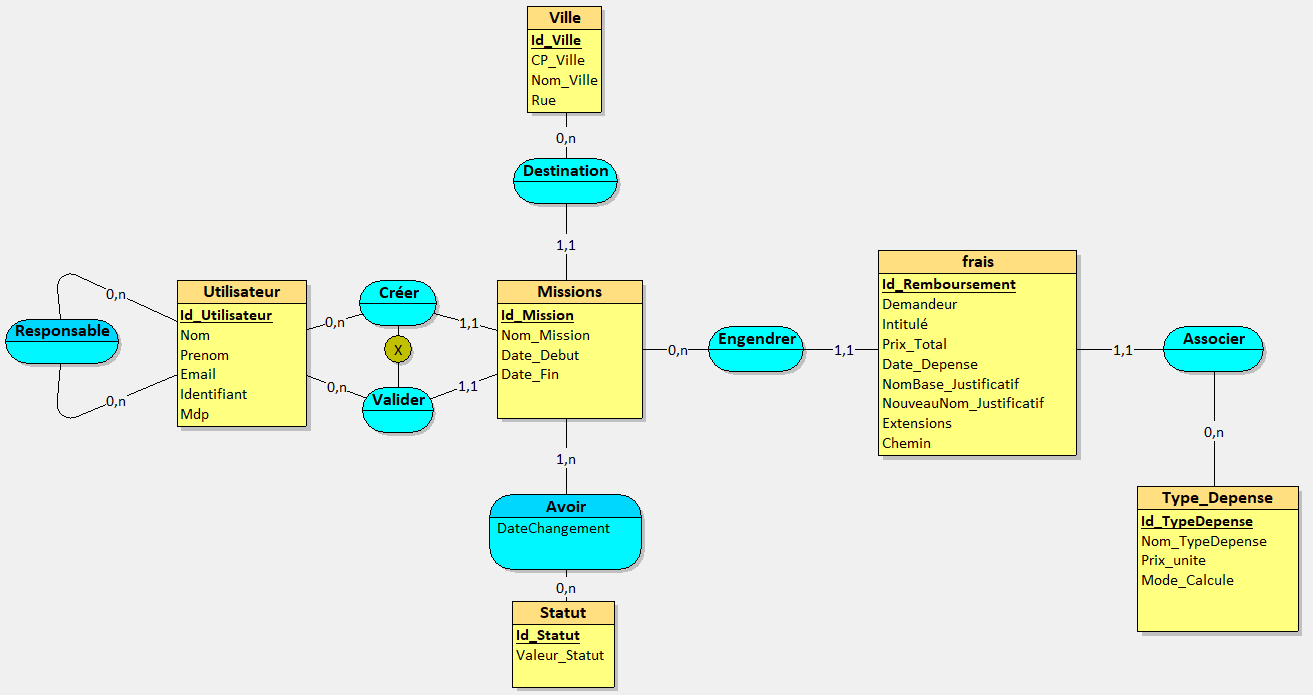 Ville
Id_Ville
CP_Ville
Nom_Ville
Rue
0,n
Destination
1,1
Responsable
0,n
0,n
Utilisateur
Id_Utilisateur
Nom
Prenom
Email
Identifiant
Mdp
0,n
Créer
1,1
X
0,n
Valider
1,1
Missions
Id_Mission
Nom_Mission
Date_Debut
Date_Fin
0,n
Engendrer
1,1
frais
Id_Remboursement
Demandeur
Intitulé
Prix_Total
Date_Depense
NomBase_Justificatif
NouveauNom_Justificatif
Extensions
Chemin
1,1
Associer
0,n
Type_Depense
Id_TypeDepense
Nom_TypeDepense
Prix_unite
Mode_Calcule
1,n
Avoir
DateChangement
0,n
Statut
Id_Statut
Valeur_Statut